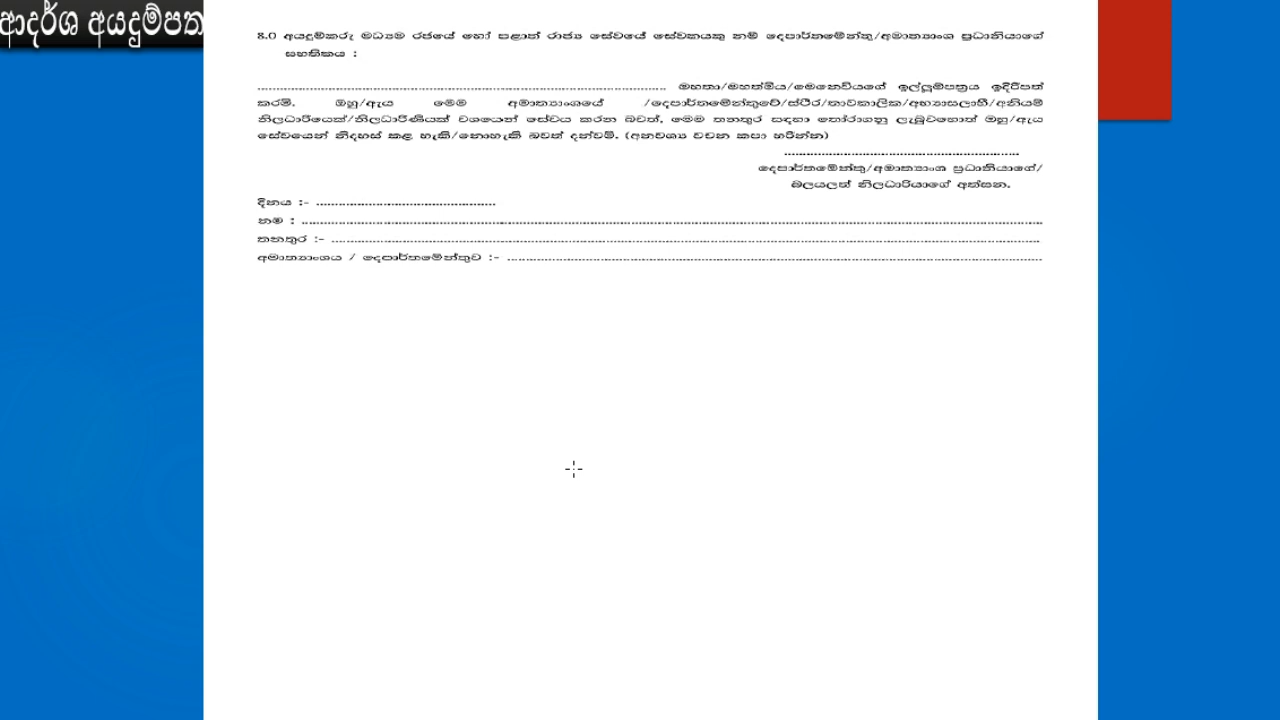 ආදර්ශ අයදුම්පත
8.0 අයදුම්කරු මධ්‍යම රජයේ හෝ පළාත් රාජ්‍ය සේවයේ සේවකයකු නම් දෙපාර්තමේන්තු/අමාත්‍යාංශ ප්‍රධානියාගේ
සහතිකය :
........................................................ මහතා/මහත්මිය/මෙනෙවියගේ ඉල්ලුම්පත්‍රය ඉදිරිපත්
කරමි. ඔහු/ඇය මෙම අමාත්‍යාංශයේ /දෙපාර්තමේන්තුවේ/ස්ථිර/තාවකාලික/අභ්‍යාසලාභී/අනියම්
නිලධාරියෙක්/නිලධාරිණියක් වශයෙන් සේවය කරන බවත්, මෙම තනතුර සඳහා තෝරාගනු ලැබුවහොත් ඔහු/ඇය
සේවයෙන් නිදහස් කළ හැකි/නොහැකි බවත් දන්වමි. (අනවශ්‍ය වචන කපා හරින්න)
........................................................
දෙපාර්තමේන්තු/අමාත්‍යාංශ ප්‍රධානියාගේ/
බලයලත් නිලධාරියාගේ අත්සන.
දිනය :- ........................................................
නම : ........................................................
තනතුර :- ........................................................
අමාත්‍යාංශය / දෙපාර්තමේන්තුව :- ........................................................